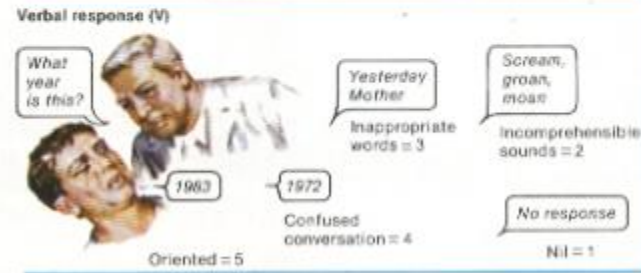 Verbal response (V)
What
year
is this?
1983
Oriented = 5
1972
Confused
conversation = 4
Yesterday
Mother
Inappropriate
words = 3
Scream,
groan,
moan
Incomprehensible
sounds = 2
No response
Nil = 1